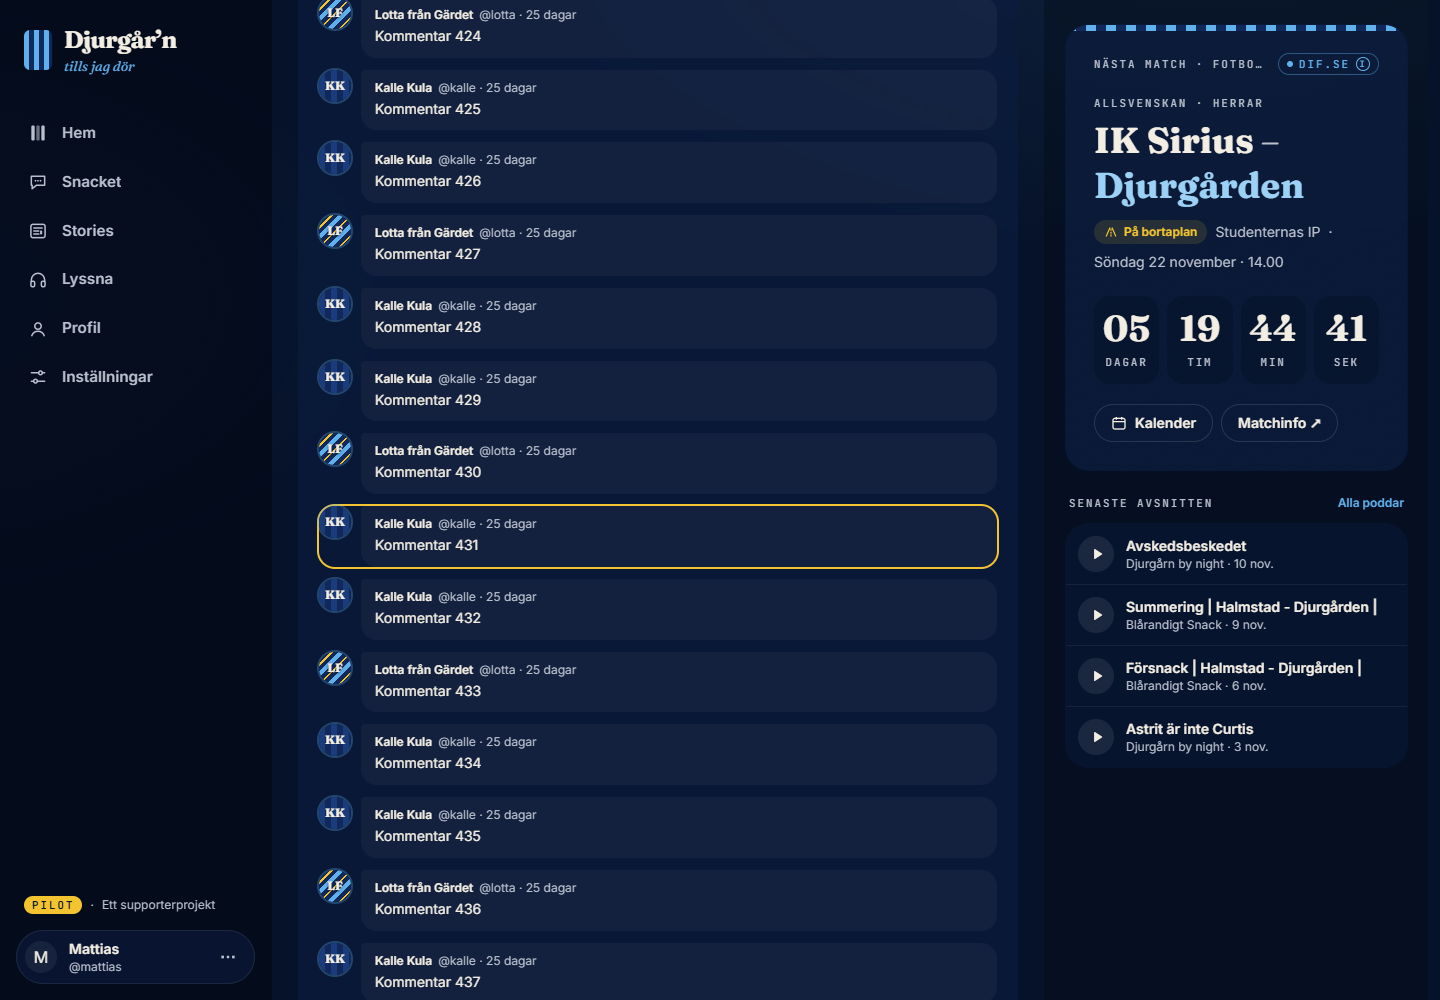 Djurgår’n
tills jag dör
Hem
Snacket
Stories
Lyssna
Profil
Inställningar
PILOT · Ett supporterprojekt
M
Mattias
@mattias
LF
Lotta från Gärdet @lotta · 25 dagar
Kommentar 424
KK
Kalle Kula @kalle · 25 dagar
Kommentar 425
KK
Kalle Kula @kalle · 25 dagar
Kommentar 426
LF
Lotta från Gärdet @lotta · 25 dagar
Kommentar 427
KK
Kalle Kula @kalle · 25 dagar
Kommentar 428
KK
Kalle Kula @kalle · 25 dagar
Kommentar 429
LF
Lotta från Gärdet @lotta · 25 dagar
Kommentar 430
KK
Kalle Kula @kalle · 25 dagar
Kommentar 431
KK
Kalle Kula @kalle · 25 dagar
Kommentar 432
LF
Lotta från Gärdet @lotta · 25 dagar
Kommentar 433
KK
Kalle Kula @kalle · 25 dagar
Kommentar 434
KK
Kalle Kula @kalle · 25 dagar
Kommentar 435
LF
Lotta från Gärdet @lotta · 25 dagar
Kommentar 436
KK
Kalle Kula @kalle · 25 dagar
Kommentar 437
NÄSTA MATCH · FOTBO… DIF.SE
ALLSVENSKAN · HERRAR
IK Sirius –
Djurgården
På bortaplan Studenternas IP ·
Söndag 22 november · 14.00
05 19 44 41
DAGAR TIM MIN SEK
Kalender Matchinfo ↗
SENASTE AVSNITTEN Alla poddar
Avskedsbeskedet
Djurgårn by night · 10 nov.
Summering | Halmstad - Djurgården |
Blårandigt Snack · 9 nov.
Försnack | Halmstad - Djurgården |
Blårandigt Snack · 6 nov.
Astrit är inte Curtis
Djurgårn by night · 3 nov.